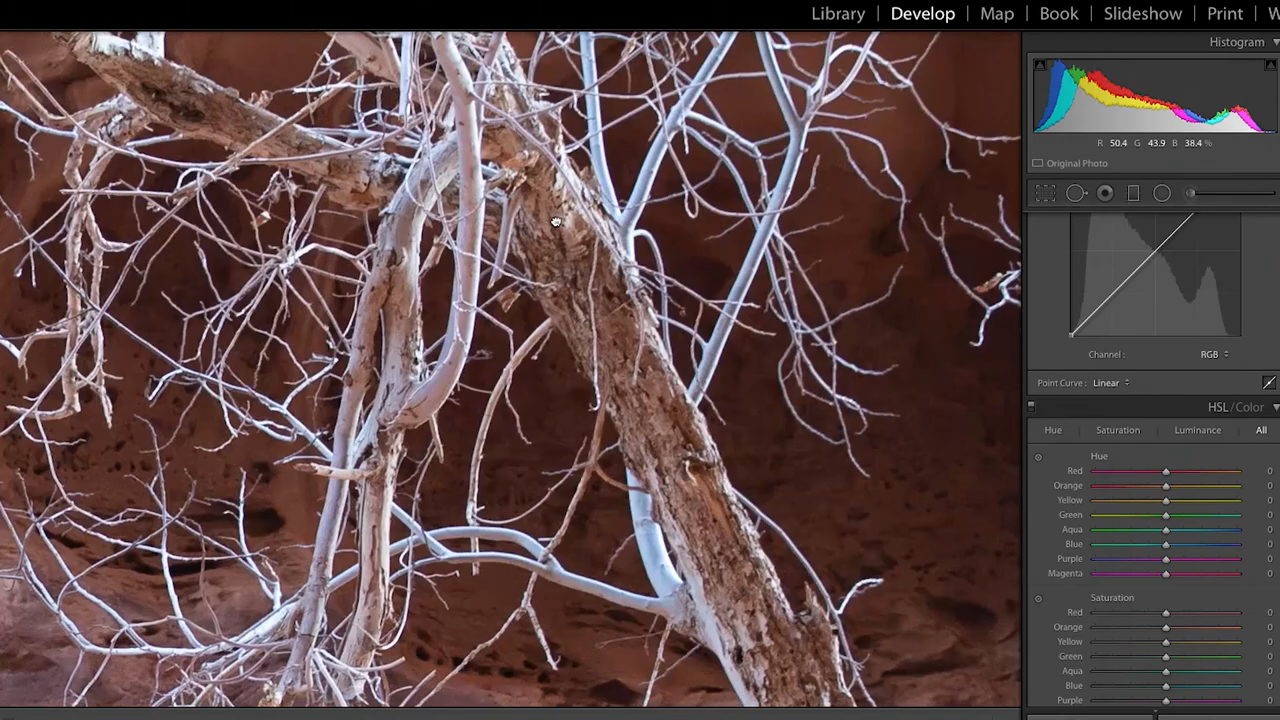 Library | Develop | Map | Book | Slideshow | Print | W
Histogram
R 50.4 G 43.9 B 38.4 %
Original Photo
Channel : RGB
Point Curve : Linear
HSL / Color
Hue Saturation Luminance All
Hue
Red 0
Orange 0
Yellow 0
Green 0
Aqua 0
Blue 0
Purple 0
Magenta 0
Saturation
Red 0
Orange 0
Yellow 0
Green 0
Aqua 0
Blue 0
Purple 0